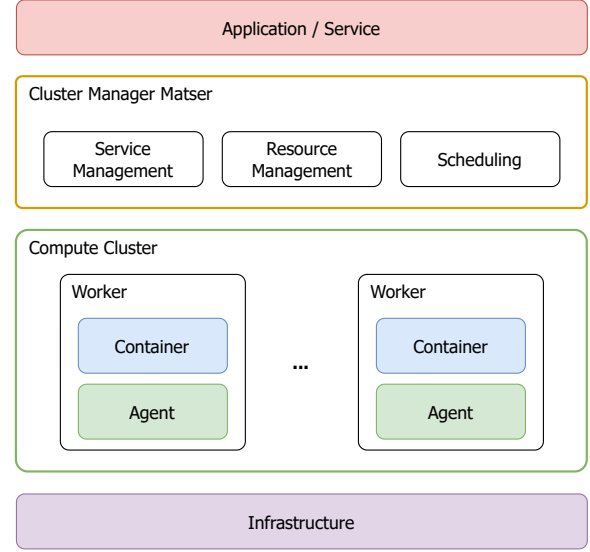 Application / Service
Cluster Manager Matser
Service
Management
Resource
Management
Scheduling
Compute Cluster
Worker
Container
Agent
...
Worker
Container
Agent
Infrastructure